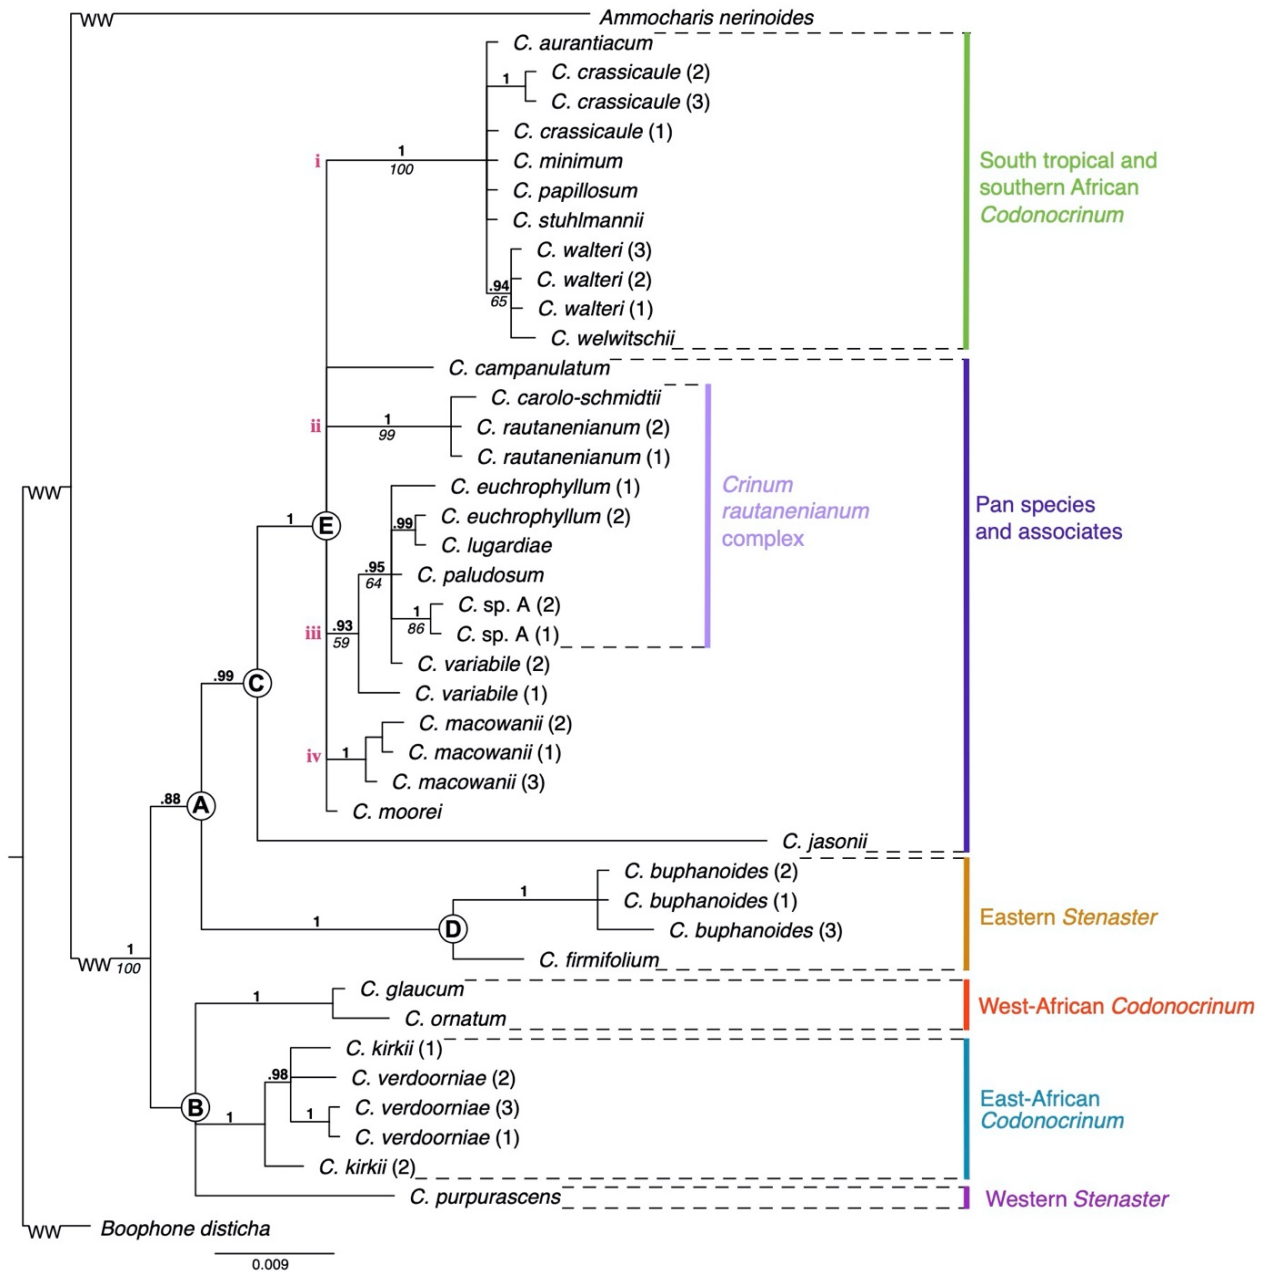 Ammocharis nerinoides
C. aurantiacum
1
C. crassicaule (2)
C. crassicaule (3)
C. crassicaule (1)
i
1
100
C. minimum
C. papillosum
C. stuhlmannii
South tropical and
southern African
Codonocrinum
C. walteri (3)
C. walteri (2)
.94
65
C. walteri (1)
C. welwitschii
C. campanulatum
C. carolo-schmidtii
ii
1
99
C. rautanenianum (2)
C. rautanenianum (1)
C. euchrophyllum (1)
Crinum
rautanenianum
complex
Pan species
and associates
E
1
.99
C. euchrophyllum (2)
C. lugardiae
.95
64
C. paludosum
1
86
C. sp. A (2)
C. sp. A (1)
iii
.93
59
C. variabile (2)
.99
C
C. variabile (1)
C. macowanii (2)
iv
1
C. macowanii (1)
C. macowanii (3)
.88
A
C. moorei
C. jasonii
C. buphanoides (2)
1
C. buphanoides (1)
1
D
C. buphanoides (3)
Eastern Stenaster
C. firmifolium
1
100
C. glaucum
1
C. ornatum
West-African Codonocrinum
C. kirkii (1)
.98
C. verdoorniae (2)
B
1
1
C. verdoorniae (3)
C. verdoorniae (1)
East-African
Codonocrinum
C. kirkii (2)
C. purpurascens
Western Stenaster
Boophone disticha
0.009